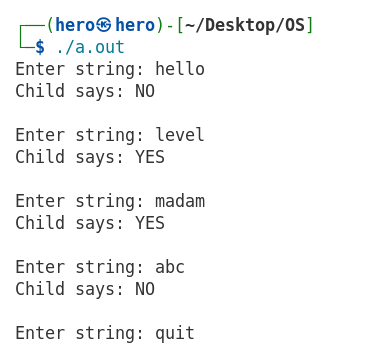 ┌──(hero㉿hero)-[~/Desktop/OS]
└─$ ./a.out
Enter string: hello
Child says: NO

Enter string: level
Child says: YES

Enter string: madam
Child says: YES

Enter string: abc
Child says: NO

Enter string: quit